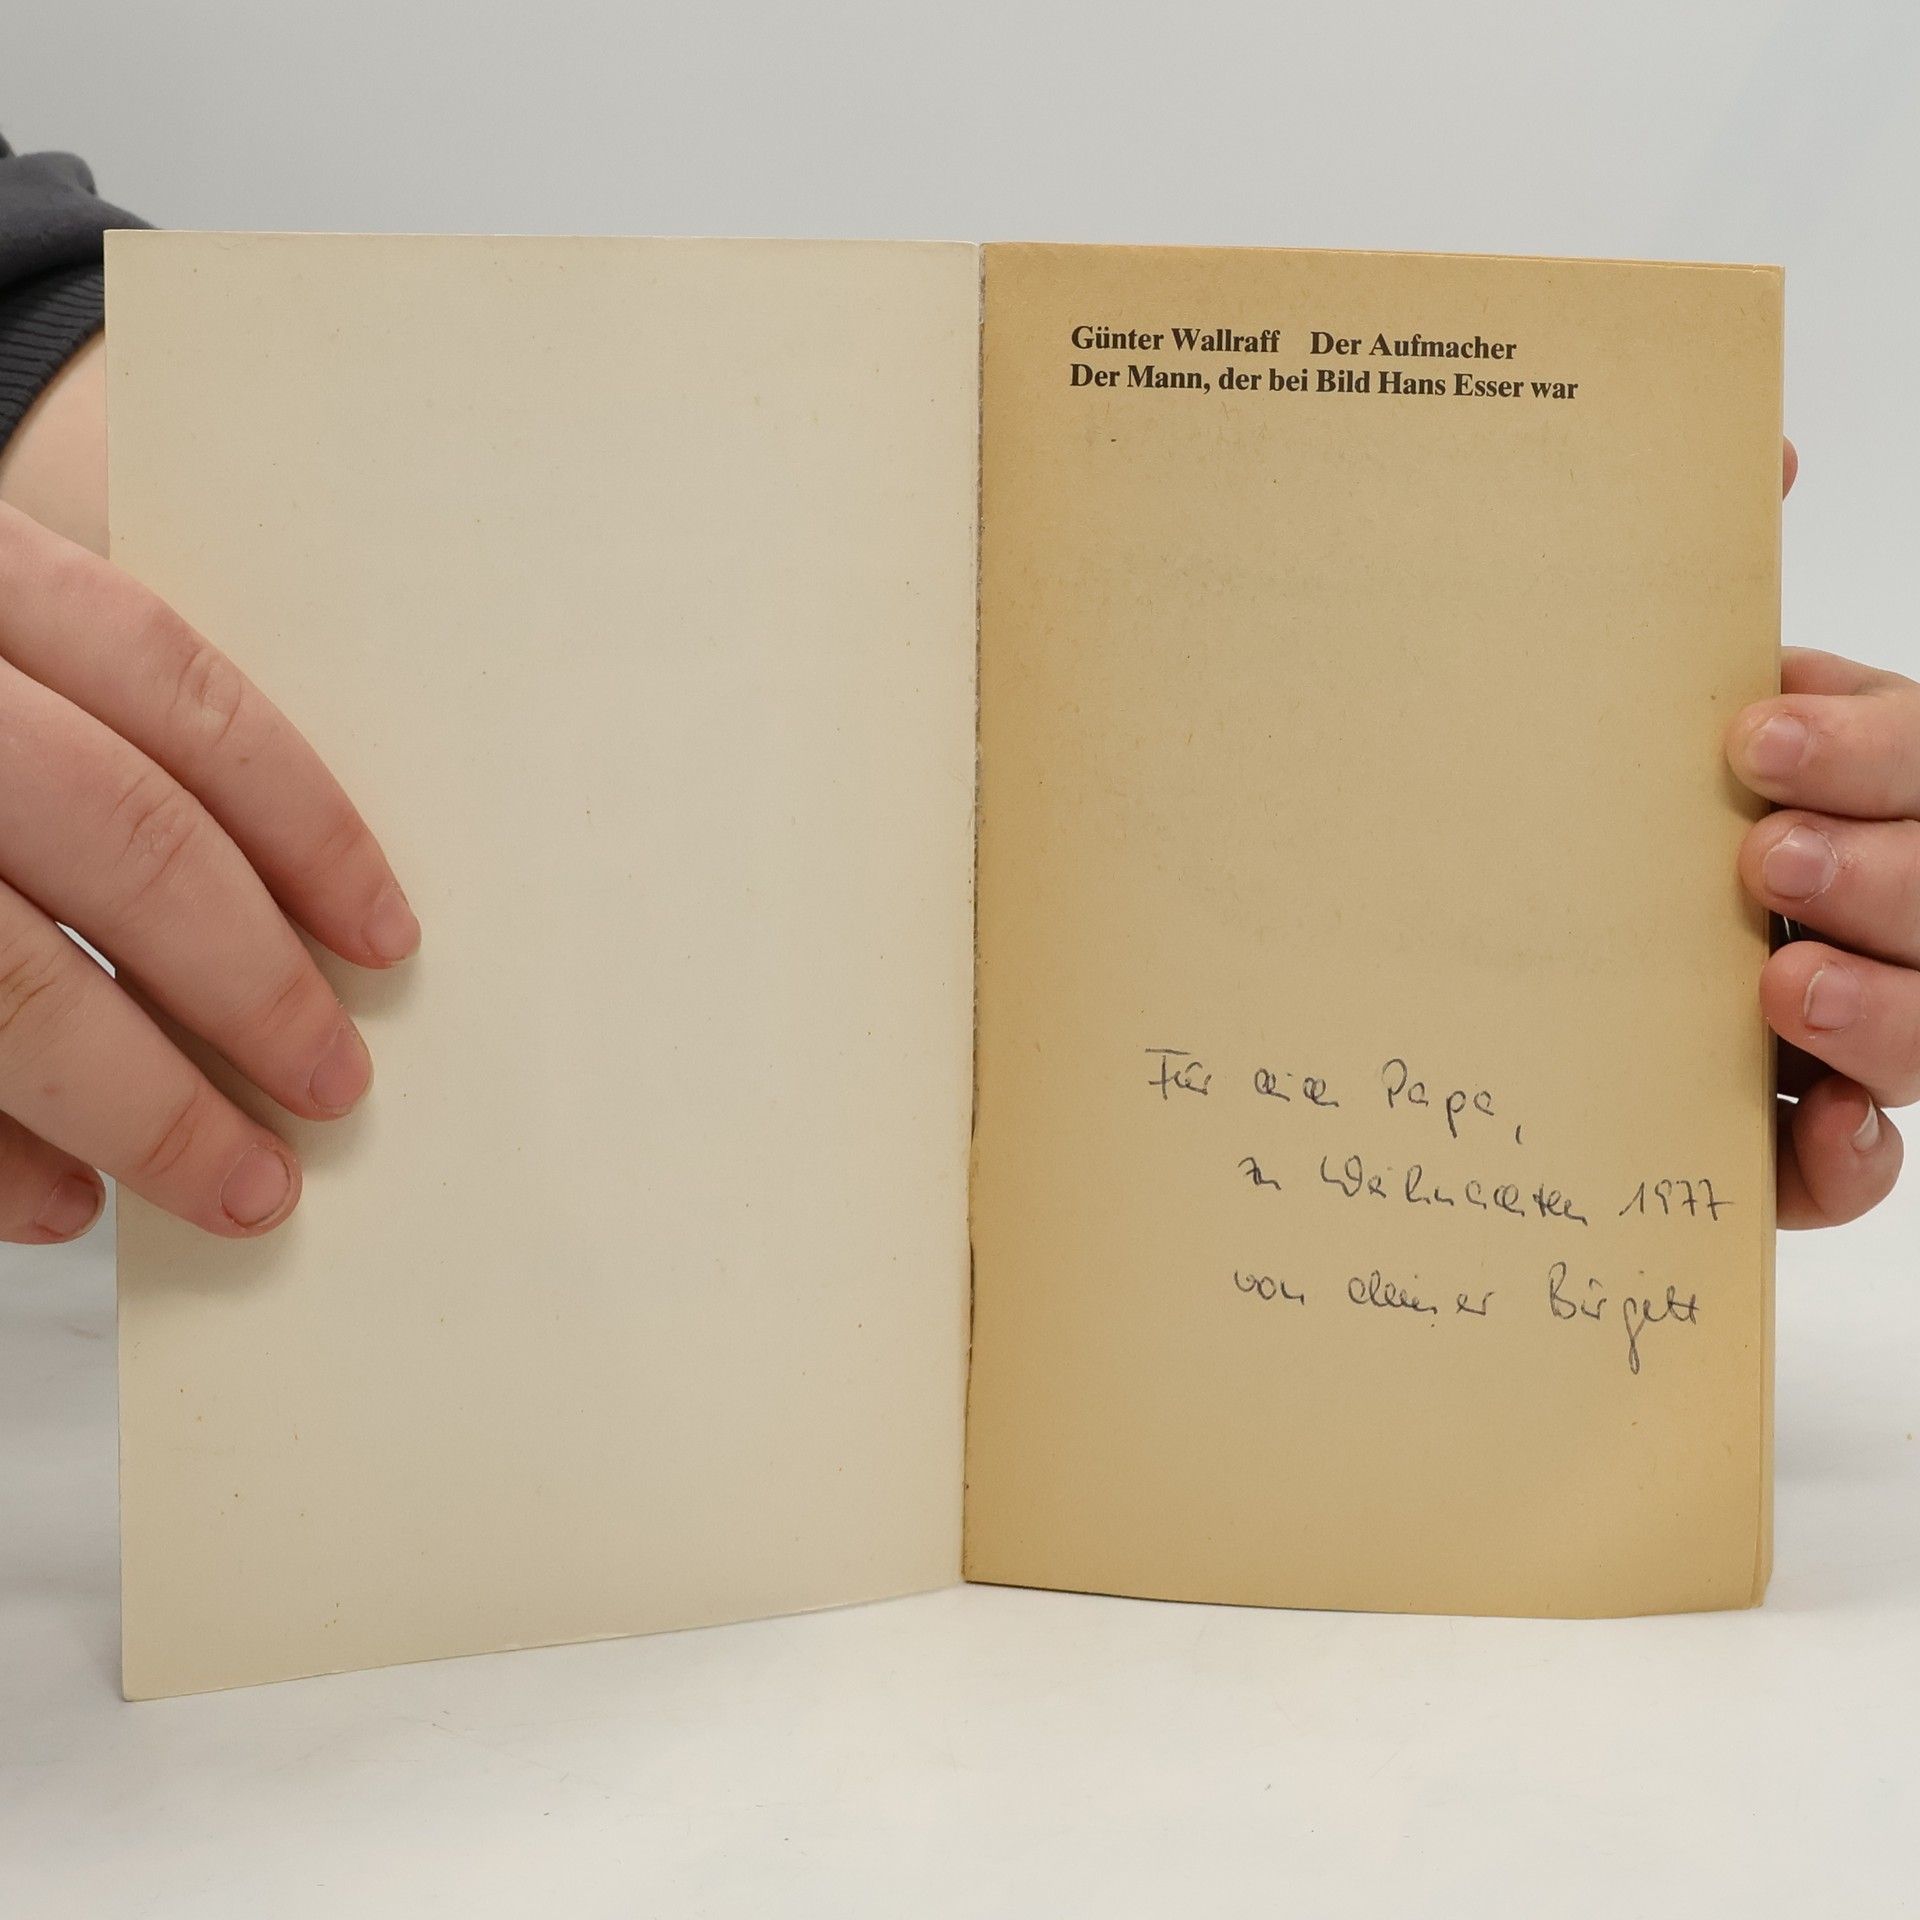 Günter Wallraff Der Aufmacher
Der Mann, der bei Bild Hans Esser war
Für dich Papa,
zu Weihnachten 1977
von deiner Birgitt